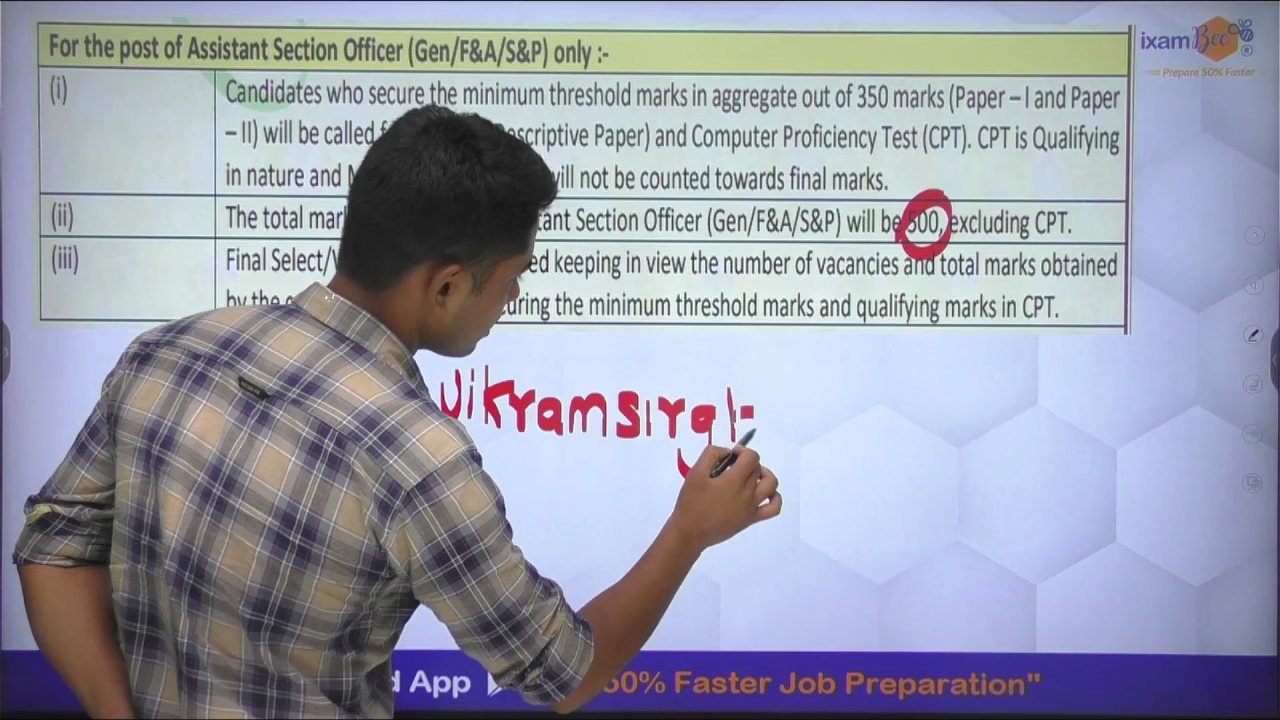 ixamBee
Prepare 50% Faster
For the post of Assistant Section Officer (Gen/F&A/S&P) only :-
(i) Candidates who secure the minimum threshold marks in aggregate out of 350 marks (Paper – I and Paper
– II) will be called escriptive Paper) and Computer Proficiency Test (CPT). CPT is Qualifying
in nature and will not be counted towards final marks.
(ii) The total mar tant Section Officer (Gen/F&A/S&P) will be 500, excluding CPT.
(iii) Final Select/ ed keeping in view the number of vacancies and total marks obtained
by the uring the minimum threshold marks and qualifying marks in CPT.
d App 50% Faster Job Preparation"